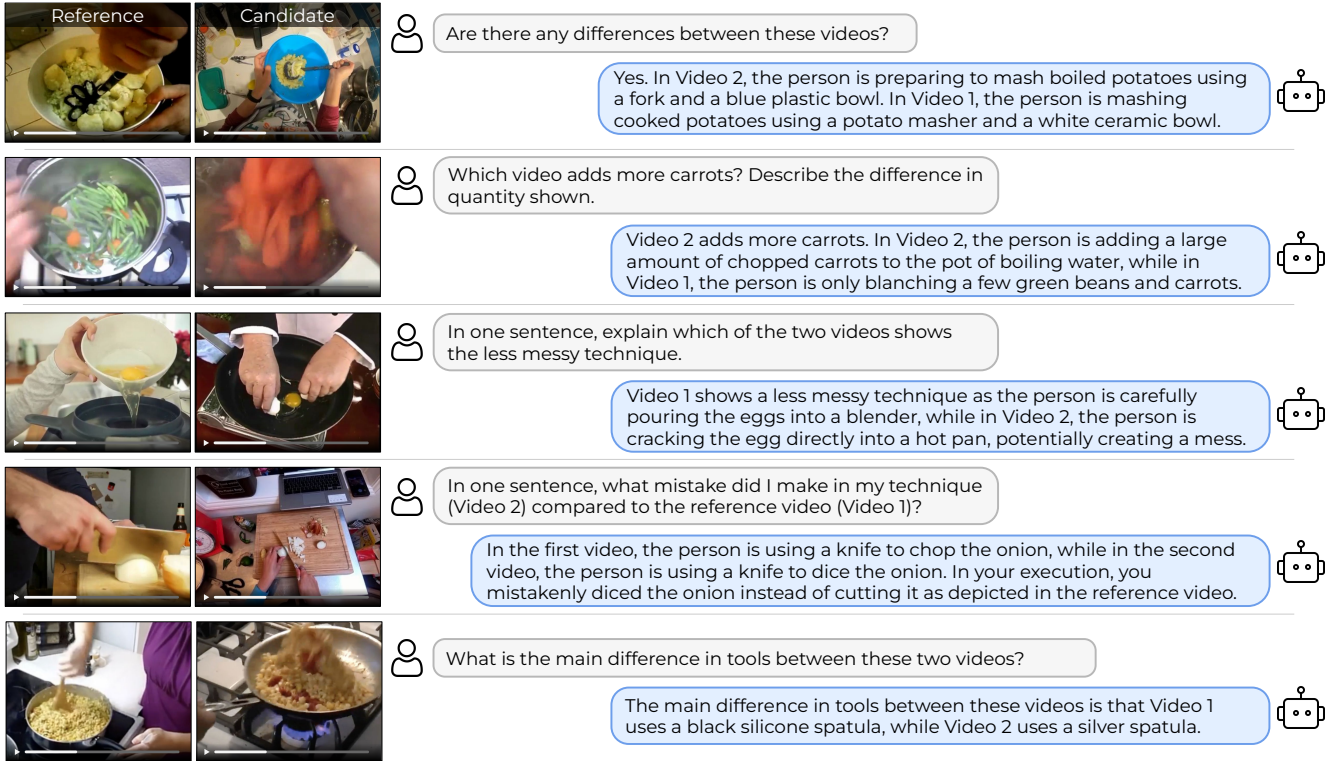 Reference
Candidate
Are there any differences between these videos?
Yes. In Video 2, the person is preparing to mash boiled potatoes using
a fork and a blue plastic bowl. In Video 1, the person is mashing
cooked potatoes using a potato masher and a white ceramic bowl.
Which video adds more carrots? Describe the difference in
quantity shown.
Video 2 adds more carrots. In Video 2, the person is adding a large
amount of chopped carrots to the pot of boiling water, while in
Video 1, the person is only blanching a few green beans and carrots.
In one sentence, explain which of the two videos shows
the less messy technique.
Video 1 shows a less messy technique as the person is carefully
pouring the eggs into a blender, while in Video 2, the person is
cracking the egg directly into a hot pan, potentially creating a mess.
In one sentence, what mistake did I make in my technique
(Video 2) compared to the reference video (Video 1)?
In the first video, the person is using a knife to chop the onion, while in the second
video, the person is using a knife to dice the onion. In your execution, you
mistakenly diced the onion instead of cutting it as depicted in the reference video.
What is the main difference in tools between these two videos?
The main difference in tools between these videos is that Video 1
uses a black silicone spatula, while Video 2 uses a silver spatula.